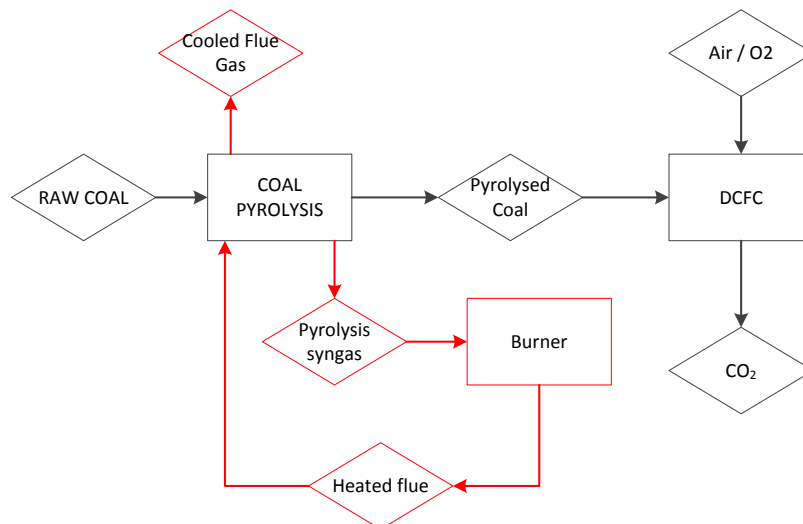 Cooled Flue
Gas
Air / O2
RAW COAL
COAL
PYROLYSIS
Pyrolysed
Coal
DCFC
Pyrolysis
syngas
Burner
CO₂
Heated flue